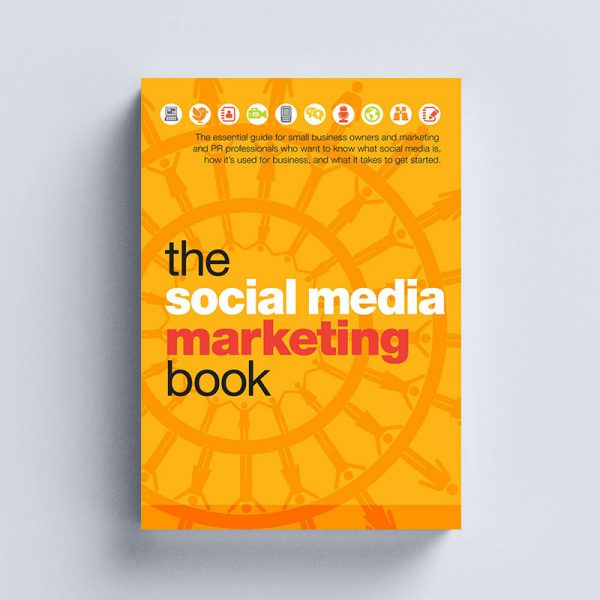 The essential guide for small business owners and marketing
and PR professionals who want to know what social media is,
how it's used for business, and what it takes to get started.
the
social media
marketing
book